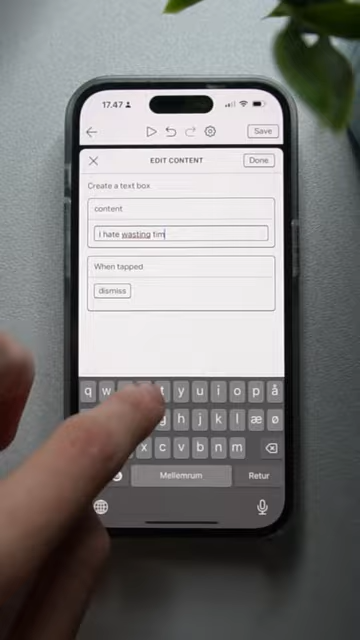 17.47
Save
EDIT CONTENT
Done
Create a text box
content
I hate wasting tim
When tapped
dismiss
q w t y u i o p å
g h j k l æ ø
x c v b n m
Mellemrum
Retur